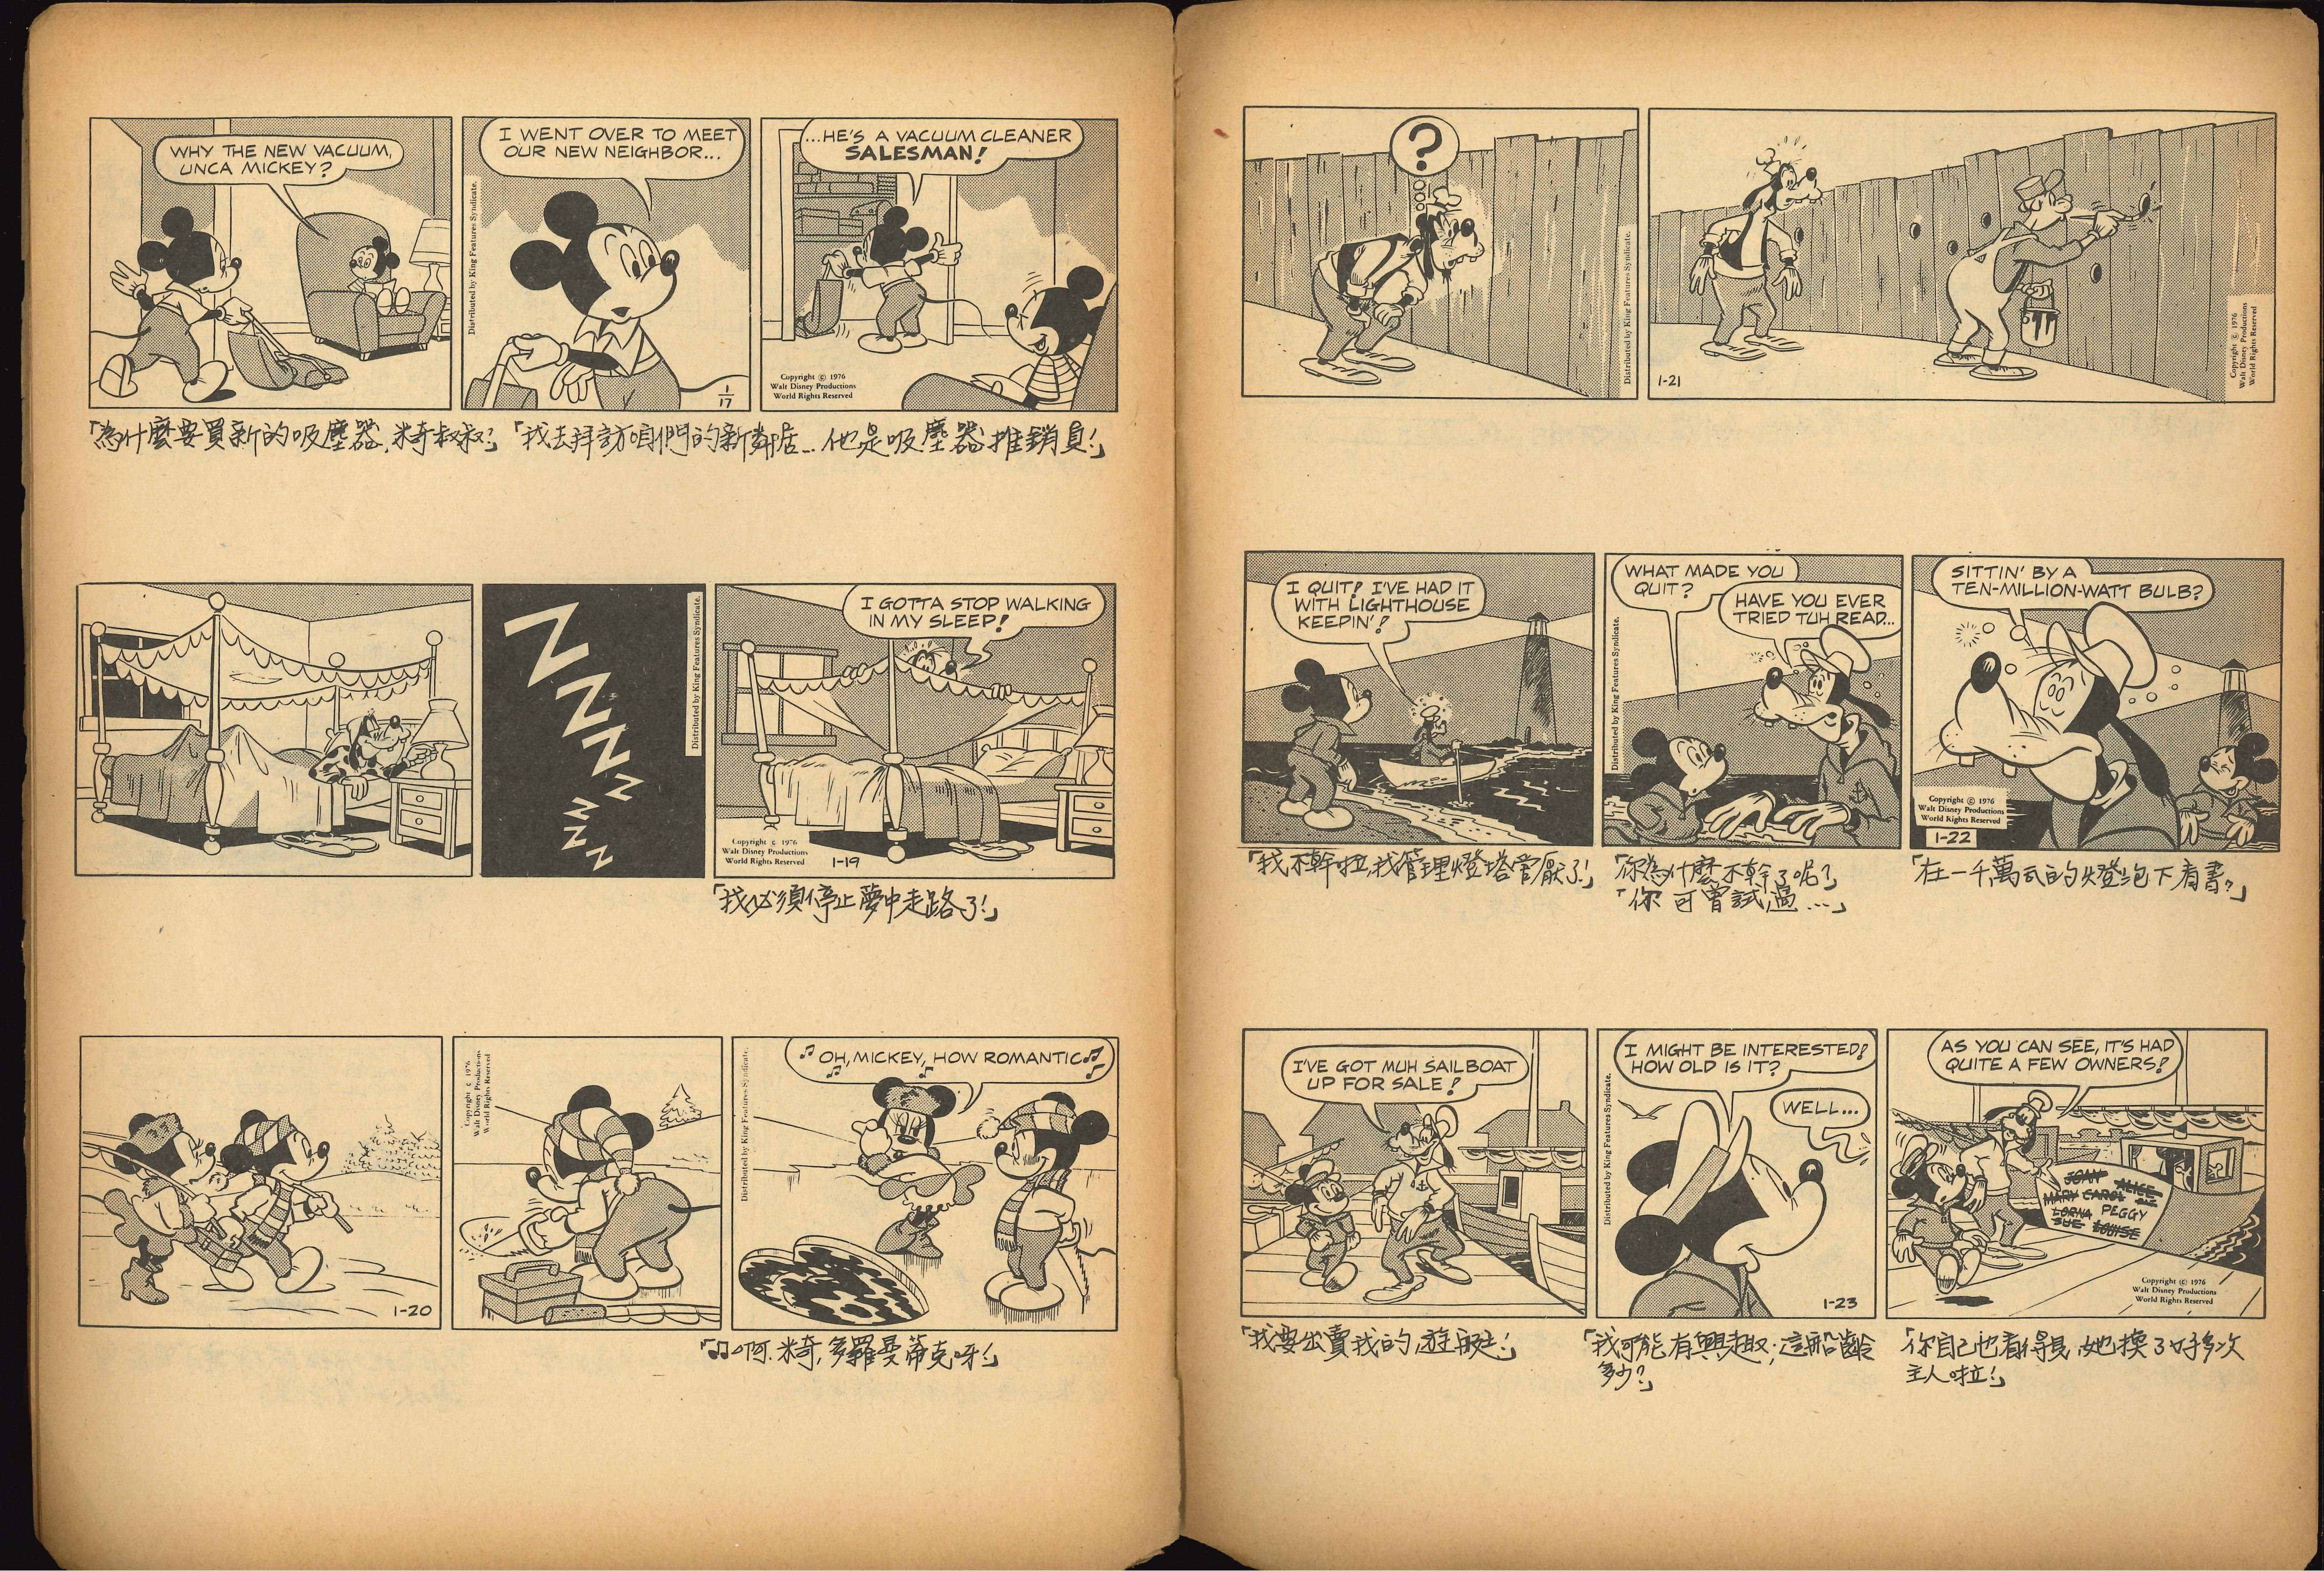 WHY THE NEW VACUUM,
UNCA MICKEY?
I WENT OVER TO MEET
OUR NEW NEIGHBOR...
Distributed by King Features Syndicate.
1
17
...HE'S A VACUUM CLEANER
SALESMAN!
Copyright © 1976
Walt Disney Productions
World Rights Reserved
「為什麼要買新的吸塵器,米奇叔叔?」
「我去拜訪咱們的新鄰居...他是吸塵器推銷員!」
Z Z Z Z Z Z Z
Distributed by King Features Syndicate.
I GOTTA STOP WALKING
IN MY SLEEP!
Copyright © 1976
Walt Disney Productions
World Rights Reserved
1-19
「我必須停止夢中走路了!」
1-20
Copyright © 1976
Walt Disney Productions
World Rights Reserved
Distributed by King Features Syndicate.
♫ OH, MICKEY, HOW ROMANTIC ♫
「♫啊.米奇,多羅曼蒂克呀!」
?
Distributed by King Features Syndicate.
1-21
Copyright © 1976
Walt Disney Productions
World Rights Reserved
I QUIT! I'VE HAD IT
WITH LIGHTHOUSE
KEEPIN'!
WHAT MADE YOU
QUIT?
HAVE YOU EVER
TRIED TUH READ...
Distributed by King Features Syndicate.
SITTIN' BY A
TEN-MILLION-WATT BULB?
Copyright © 1976
Walt Disney Productions
World Rights Reserved
1-22
「我不幹啦,我管理燈塔管厭了!」
「你為什麼不幹了呢?」
「你可曾試過...」
「在一千萬瓦的燈泡下看書?」
I'VE GOT MUH SAILBOAT
UP FOR SALE!
I MIGHT BE INTERESTED!
HOW OLD IS IT?
WELL...
Distributed by King Features Syndicate.
1-23
AS YOU CAN SEE, IT'S HAD
QUITE A FEW OWNERS!
JOAN ALICE
MARY CAROL
LORNA PEGGY
SUE LOUISE
Copyright © 1976
Walt Disney Productions
World Rights Reserved
「我要出賣我的遊艇!」
「我可能有興趣;這船齡
多少?」
「你自己也看得見,她換了好多次
主人啦!」